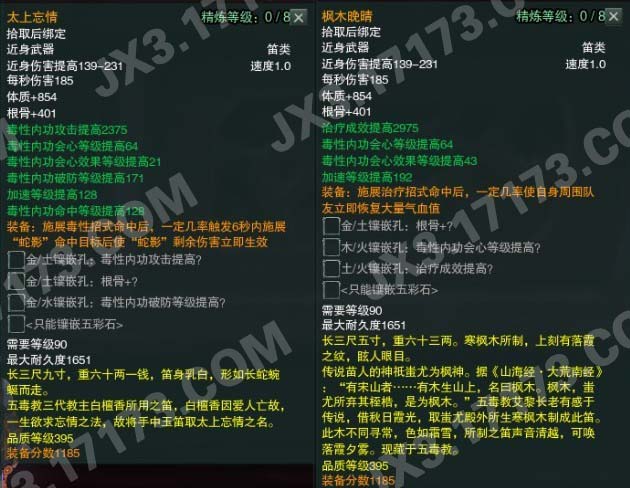 太上忘情
精炼等级：0/8
拾取后绑定
近身武器 笛类
近身伤害提高139-231 速度1.0
每秒伤害185
体质+854
根骨+401
毒性内功攻击提高2375
毒性内功会心等级提高64
毒性内功会心效果等级提高21
毒性内功破防等级提高171
加速等级提高128
毒性内功命中等级提高128
装备：施展毒性招式命中后，一定几率触发6秒内施展
“蛇影”命中目标后使“蛇影”剩余伤害立即生效
金/土镶嵌孔：毒性内功攻击提高?
金/土镶嵌孔：根骨+?
金/水镶嵌孔：毒性内功破防等级提高?
<只能镶嵌五彩石>
需要等级90
最大耐久度1651
长三尺九寸，重六十两一钱，笛身乳白，形如长蛇蜿
蜒而走。
五毒教三代教主白檀香所用之笛，白檀香因爱人亡故，
一生欲求忘情之法，故将手中玉笛取太上忘情之名。
品质等级395
装备分数1185
枫木晚晴
精炼等级：0/8
拾取后绑定
近身武器 笛类
近身伤害提高139-231 速度1.0
每秒伤害185
体质+854
根骨+401
治疗成效提高2975
毒性内功会心等级提高64
毒性内功会心效果等级提高43
加速等级提高192
装备：施展治疗招式命中后，一定几率使自身周围队
友立即恢复大量气血值
金/土镶嵌孔：根骨+?
木/火镶嵌孔：毒性内功会心等级提高?
土/火镶嵌孔：治疗成效提高?
<只能镶嵌五彩石>
需要等级90
最大耐久度1651
长三尺五寸，重六十三两。寒枫木所制，上刻有落霞
之纹，眩人眼目。
传说苗人的神祇蚩尤为枫神。据《山海经·大荒南经》
：“有宋山者……有木生山上，名曰枫木。枫木，蚩
尤所弃其桎梏，是为枫木。”五毒教艾黎长老有感于
传说，借秋日霞光，取蚩尤殿外所生寒枫制成此笛。
此木不同寻常，色如霜雪，所制之笛声音清越，可唤
落霞夕雾。现藏于五毒教。
品质等级395
装备分数1185
JX3.17173.COM